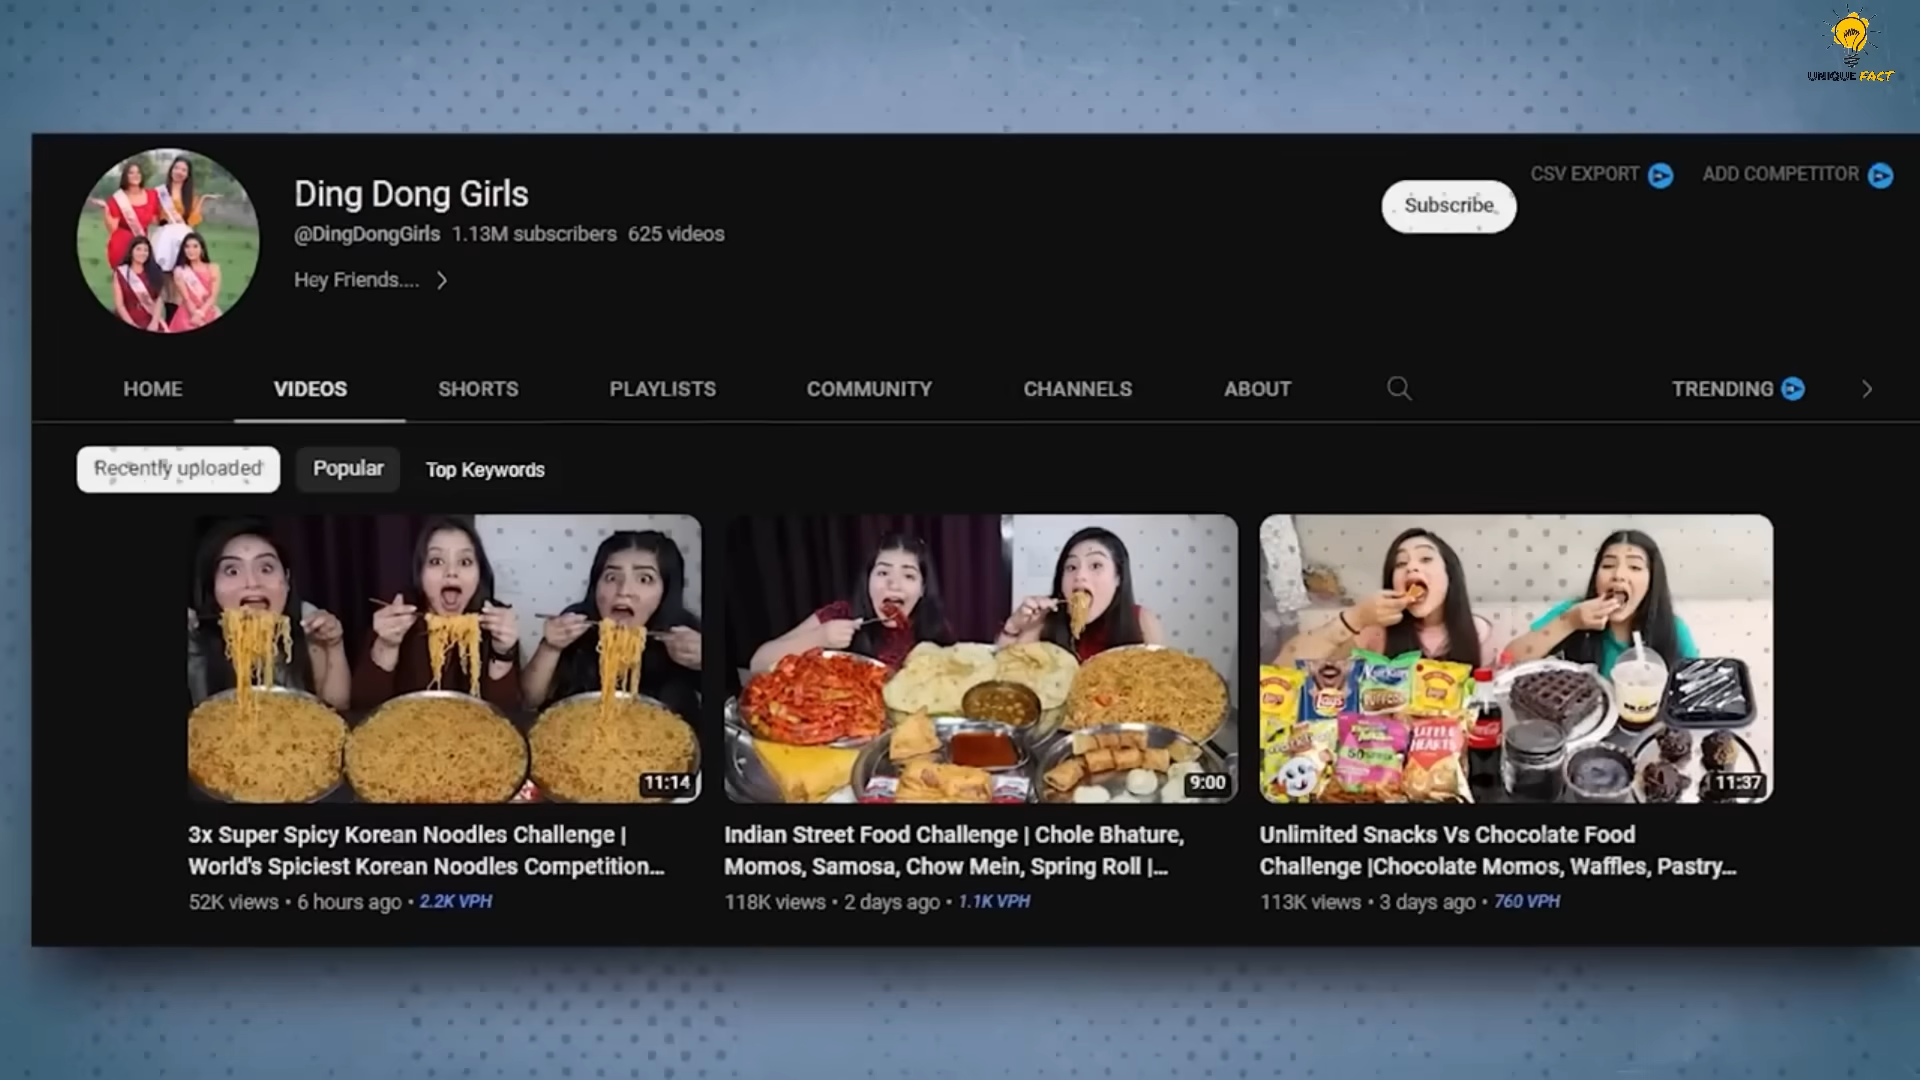 UNIQUE FACT
Ding Dong Girls
@DingDongGirls 1.13M subscribers 625 videos
Hey Friends....
Subscribe
CSV EXPORT
ADD COMPETITOR
HOME
VIDEOS
SHORTS
PLAYLISTS
COMMUNITY
CHANNELS
ABOUT
TRENDING
Recently uploaded
Popular
Top Keywords
11:14
9:00
Lays
LITTLE
HEARTS
11:37
3x Super Spicy Korean Noodles Challenge |
World's Spiciest Korean Noodles Competition...
52K views • 6 hours ago • 2.2K VPH
Indian Street Food Challenge | Chole Bhature,
Momos, Samosa, Chow Mein, Spring Roll |...
118K views • 2 days ago • 1.1K VPH
Unlimited Snacks Vs Chocolate Food
Challenge |Chocolate Momos, Waffles, Pastry...
113K views • 3 days ago • 760 VPH